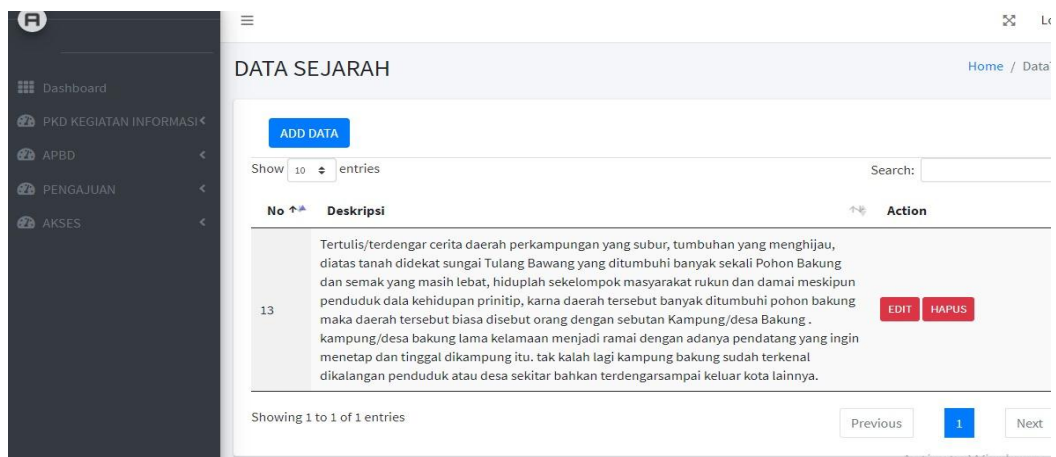 A
Lo
DATA SEJARAH
Home / Data
Dashboard
PKD KEGIATAN INFORMASI
APBD
PENGAJUAN
AKSES
ADD DATA
Show 10 entries
Search:
No Deskripsi Action
Tertulis/terdengar cerita daerah perkampungan yang subur, tumbuhan yang menghijau,
diatas tanah didekat sungai Tulang Bawang yang ditumbuhi banyak sekali Pohon Bakung
dan semak yang masih lebat, hiduplah sekelompok masyarakat rukun dan damai meskipun
penduduk dala kehidupan prinitip, karna daerah tersebut banyak ditumbuhi pohon bakung
13
EDIT HAPUS
maka daerah tersebut biasa disebut orang dengan sebutan Kampung/desa Bakung .
kampung/desa bakung lama kelamaan menjadi ramai dengan adanya pendatang yang ingin
menetap dan tinggal dikampung itu. tak kalah lagi kampung bakung sudah terkenal
dikalangan penduduk atau desa sekitar bahkan terdengarsampai keluar kota lainnya.
Showing 1 to 1 of 1 entries
Previous 1 Next